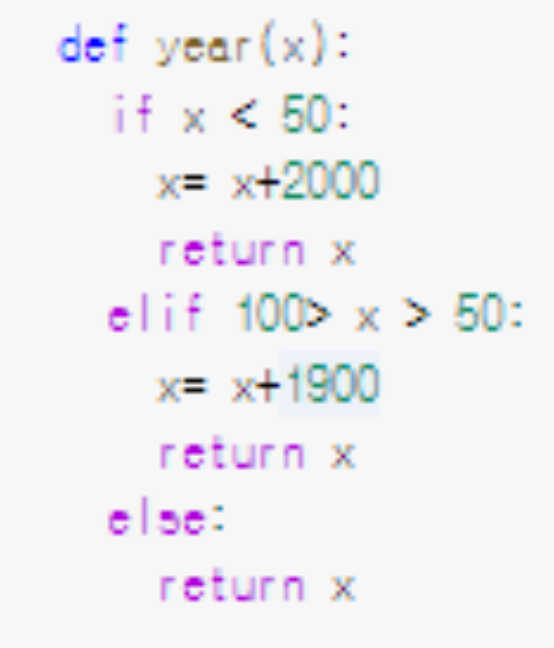 def year(x):
if x < 50:
x= x+2000
return x
elif 100> x > 50:
x= x+1900
return x
else:
return x